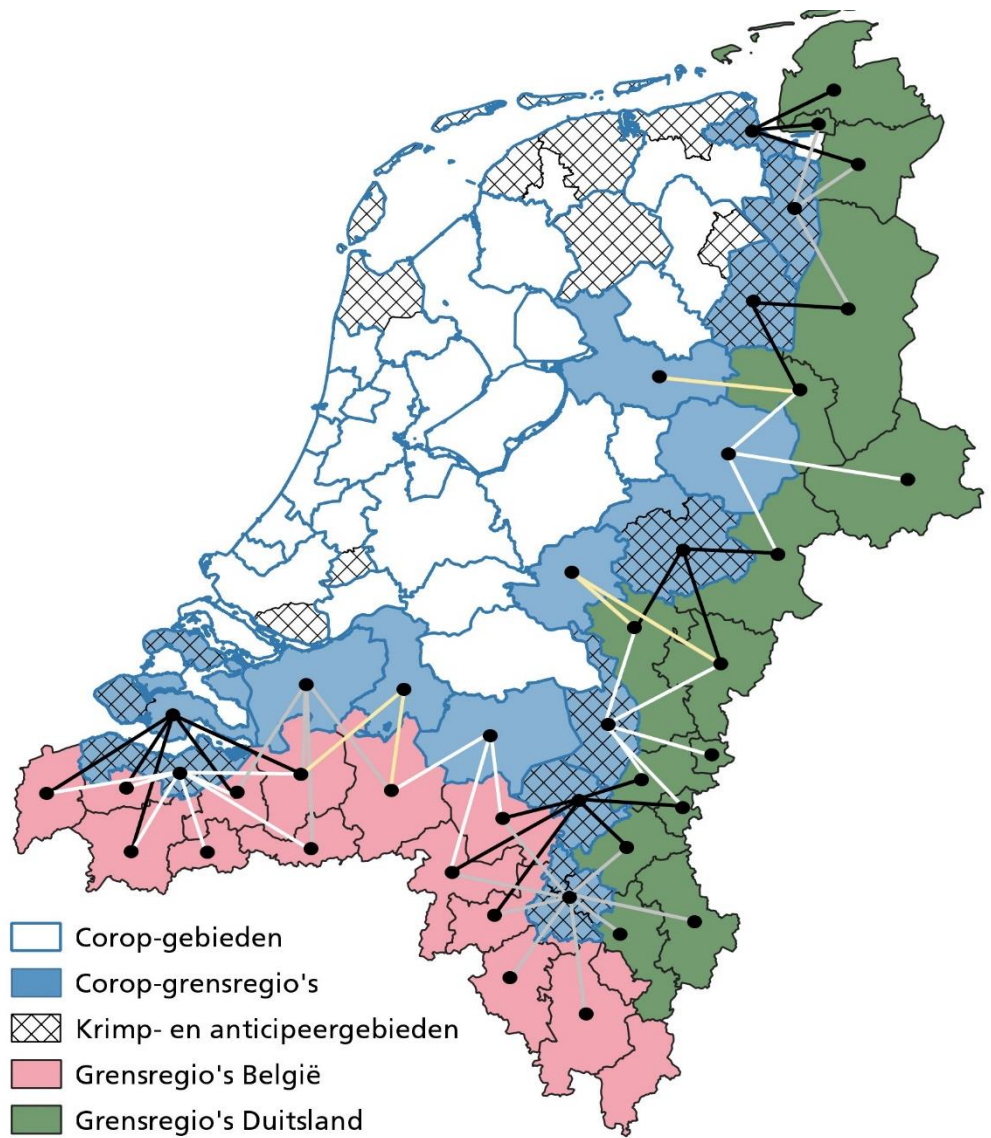 Corop-gebieden
Corop-grensregio's
Krimp- en anticipeergebieden
Grensregio's België
Grensregio's Duitsland